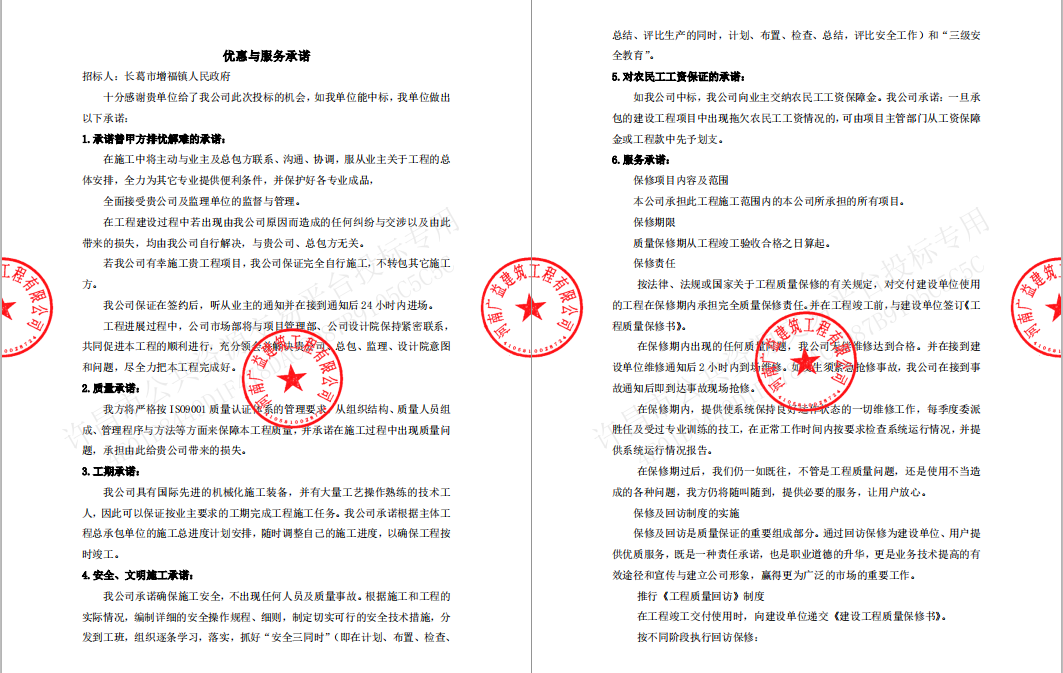 优惠与服务承诺
招标人：长葛市增福镇人民政府
十分感谢贵单位给了我公司此次投标的机会，如我单位能中标，我单位做出
以下承诺：
1.承诺替甲方排忧解难的承诺：
在施工中将主动与业主及总包方联系、沟通、协调，服从业主关于工程的总
体安排，全力为其它专业提供便利条件，并保护好各专业成品，
全面接受贵公司及监理单位的监督与管理。
在工程建设过程中若出现由我公司原因而造成的任何纠纷与交涉以及由此
带来的损失，均由我公司自行解决，与贵公司、总包方无关。
若我公司有幸施工贵工程项目，我公司保证完全自行施工，不转包其它施工
方。
我公司保证在签约后，听从业主的通知并在接到通知后 24 小时内进场。
工程进展过程中，公司市场部将与项目管理部、公司设计院保持紧密联系，
共同促进本工程的顺利进行，充分领会并解决贵公司、总包、监理、设计院意图
和问题，尽全力把本工程完成好。
2.质量承诺：
我方将严格按 ISO9001 质量认证体系的管理要求，从组织结构、质量人员组
成、管理程序与方法等方面来保障本工程质量，并承诺在施工过程中出现质量问
题，承担由此给贵公司带来的损失。
3.工期承诺：
我公司具有国际先进的机械化施工装备，并有大量工艺操作熟练的技术工
人，因此可以保证按业主要求的工期完成工程施工任务。我公司承诺根据主体工
程总承包单位的施工总进度计划安排，随时调整自己的施工进度，以确保工程按
时竣工。
4.安全、文明施工承诺：
我公司承诺确保施工安全，不出现任何人员及质量事故。根据施工和工程的
实际情况，编制详细的安全操作规程、细则，制定切实可行的安全技术措施，分
发到工班，组织逐条学习，落实，抓好“安全三同时”（即在计划、布置、检查、
总结、评比生产的同时，计划、布置、检查、总结，评比安全工作）和“三级安
全教育”。
5.对农民工工资保证的承诺：
如我公司中标，我公司向业主交纳农民工工资保障金。我公司承诺：一旦承
包的建设工程项目中出现拖欠农民工工资情况的，可由项目主管部门从工资保障
金或工程款中先予划支。
6.服务承诺：
保修项目内容及范围
本公司承担此工程施工范围内的本公司所承担的所有项目。
保修期限
质量保修期从工程竣工验收合格之日算起。
保修责任
按法律、法规或国家关于工程质量保修的有关规定，对交付建设单位使用
的工程在保修期内承担完全质量保修责任。并在工程竣工前，与建设单位签订《工
程质量保修书》。
在保修期内出现的任何质量问题，我公司无偿维修达到合格。并在接到建
设单位维修通知后 2 小时内到场维修。如发生须紧急抢修事故，我公司在接到事
故通知后即到达事故现场抢修。
在保修期内，提供使系统保持良好运作状态的一切维修工作，每季度委派
胜任及受过专业训练的技工，在正常工作时间内按要求检查系统运行情况，并提
供系统运行情况报告。
在保修期过后，我们仍一如既往，不管是工程质量问题，还是使用不当造
成的各种问题，我方仍将随叫随到，提供必要的服务，让用户放心。
保修及回访制度的实施
保修及回访是质量保证的重要组成部分。通过回访保修为建设单位、用户提
供优质服务，既是一种责任承诺，也是职业道德的升华，更是业务技术提高的有
效途径和宣传与建立公司形象，赢得更为广泛的市场的重要工作。
推行《工程质量回访》制度
在工程竣工交付使用时，向建设单位递交《建设工程质量保修书》。
按不同阶段执行回访保修：
河南广益建筑工程有限公司
河南广益建筑工程有限公司
河南广益建筑工程有限公司